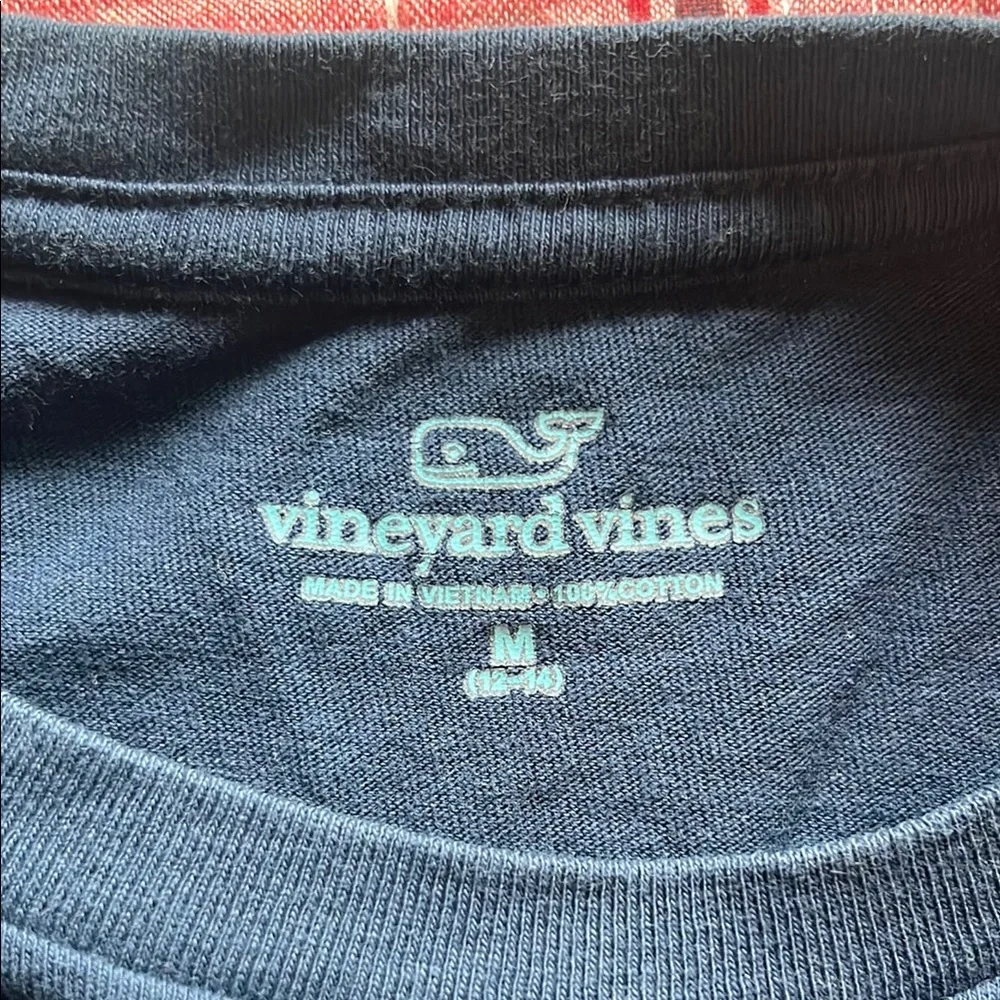 vineyard vines
MADE IN VIETNAM • 100% COTTON
M
(12-14)